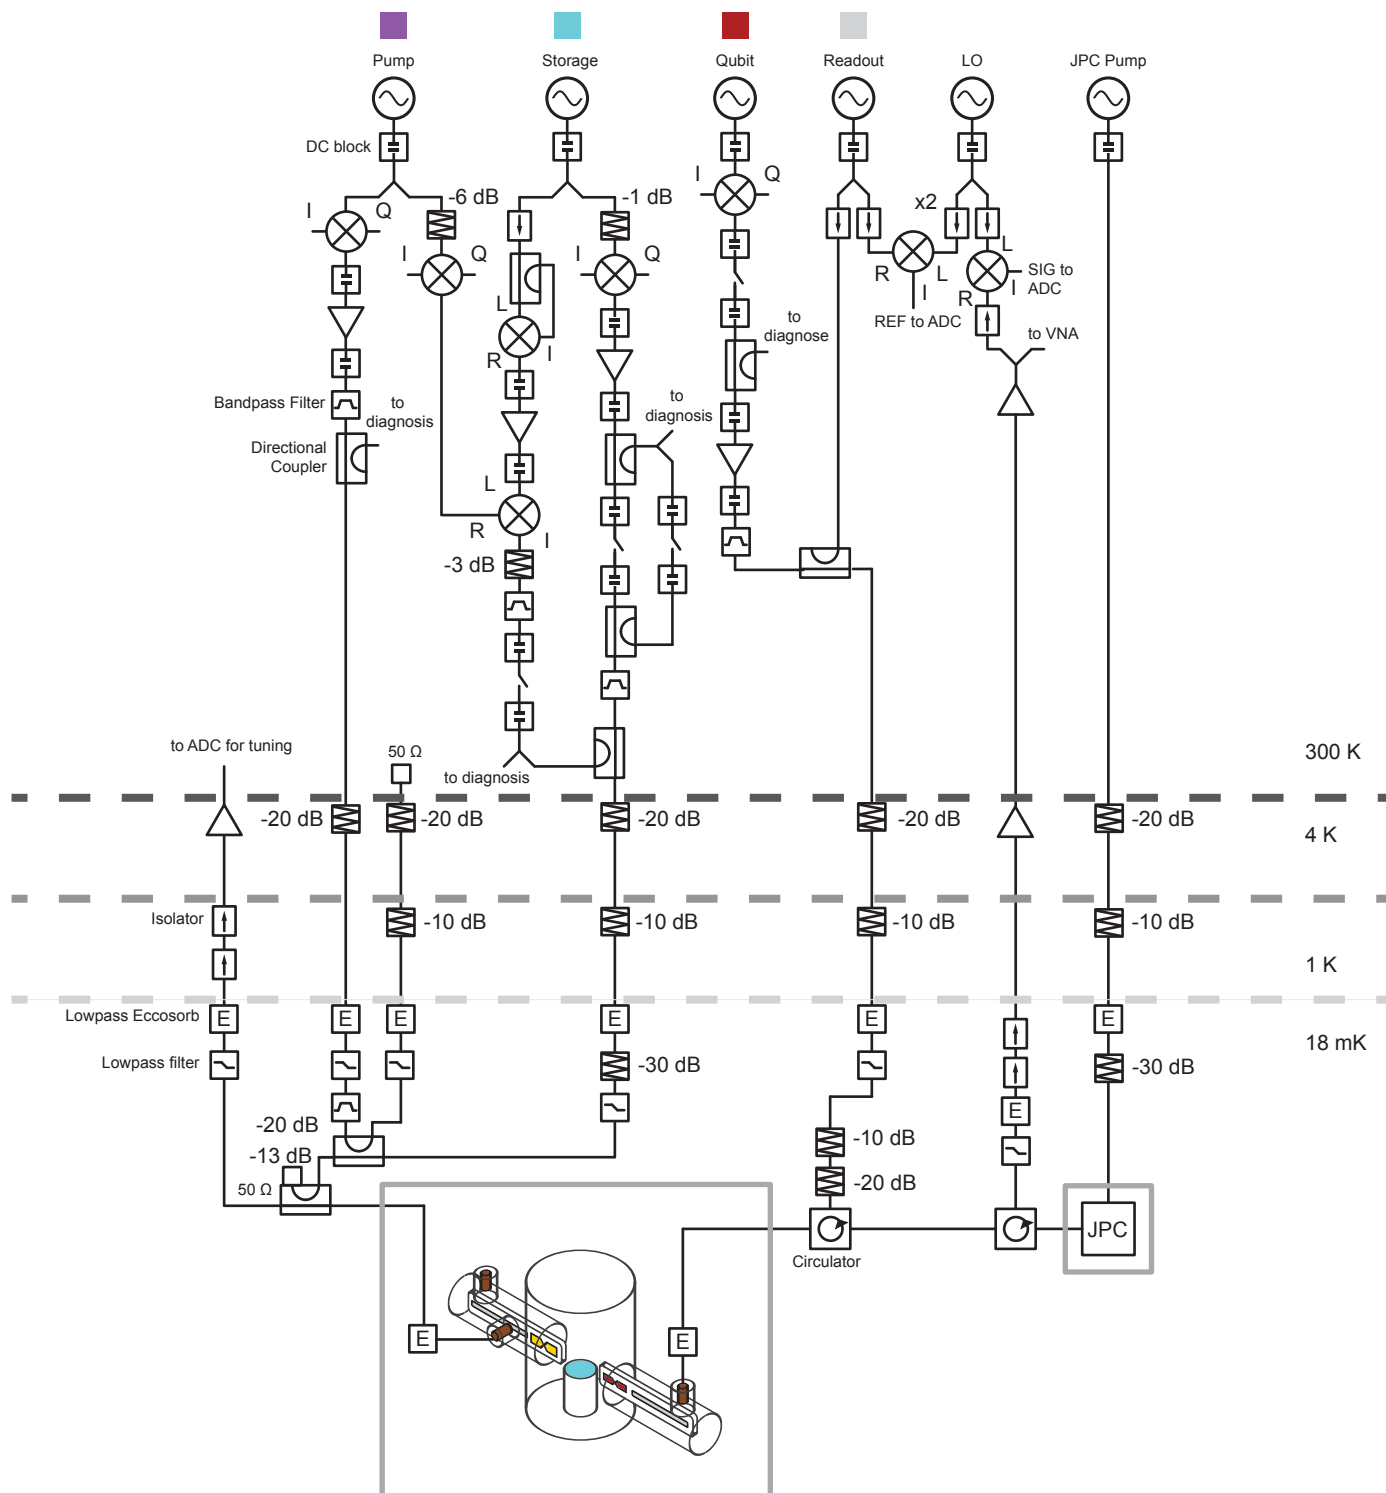 Pump
Storage
Qubit
Readout
LO
JPC Pump
DC block
-6 dB
-1 dB
I
Q
x2
I
Q
I
Q
I
Q
L
R
L
I
SIG to
ADC
R
I
REF to ADC
L
R
I
to
diagnose
to VNA
Bandpass Filter
to
diagnosis
to
diagnosis
Directional
Coupler
L
R
I
-3 dB
to ADC for tuning
50 Ω
to diagnosis
300 K
-20 dB
-20 dB
-20 dB
-20 dB
-20 dB
4 K
Isolator
-10 dB
-10 dB
-10 dB
-10 dB
1 K
Lowpass Eccosorb
E
E
E
E
E
E
Lowpass filter
-30 dB
-30 dB
18 mK
E
-20 dB
-10 dB
-13 dB
-20 dB
50 Ω
JPC
Circulator
E
E